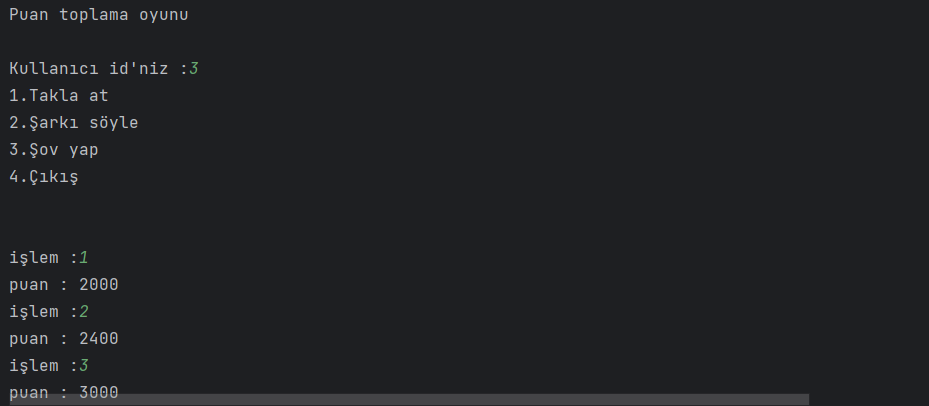 Puan toplama oyunu
Kullanıcı id'niz :3
1.Takla at
2.Şarkı söyle
3.Şov yap
4.Çıkış
işlem :1
puan : 2000
işlem :2
puan : 2400
işlem :3
puan : 3000